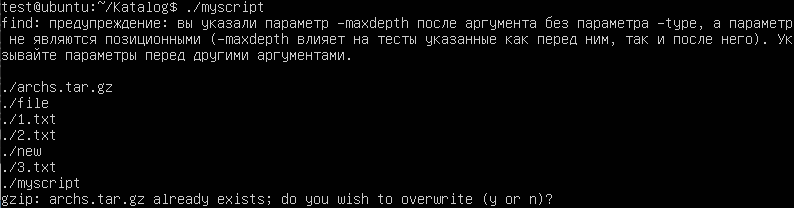 test@ubuntu:~/Katalog$ ./myscript
find: предупреждение: вы указали параметр -maxdepth после аргумента без параметра -type, а параметр
 не являются позиционными (-maxdepth влияет на тесты указанные как перед ним, так и после него). Ук
зывайте параметры перед другими аргументами.
./archs.tar.gz
./file
./1.txt
./2.txt
./new
./3.txt
./myscript
gzip: archs.tar.gz already exists; do you wish to overwrite (y or n)?